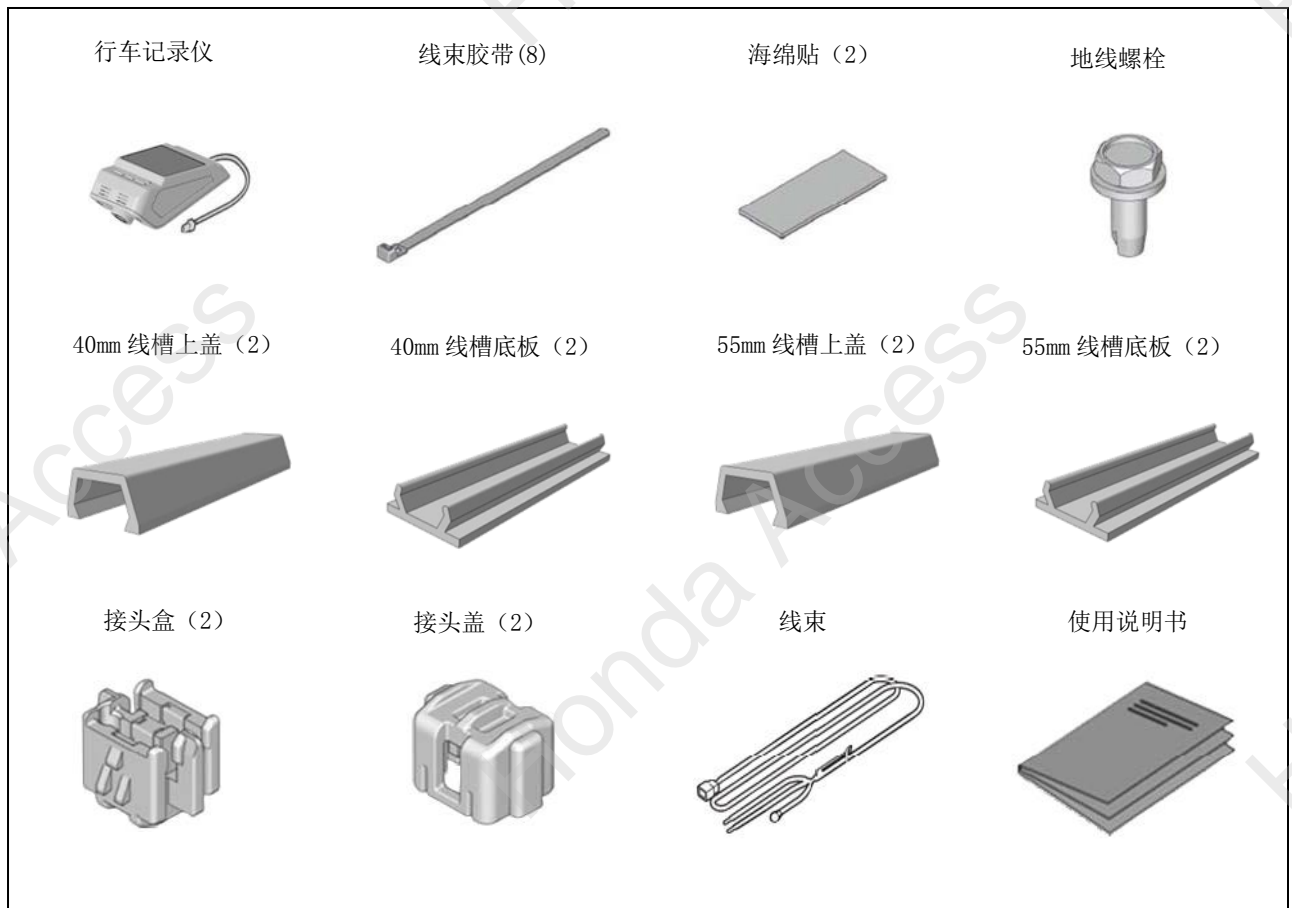 行车记录仪
线束胶带(8)
海绵贴（2）
地线螺栓
40mm 线槽上盖（2）
40mm 线槽底板（2）
55mm 线槽上盖（2）
55mm 线槽底板（2）
接头盒（2）
接头盖（2）
线束
使用说明书
Access
Honda Access